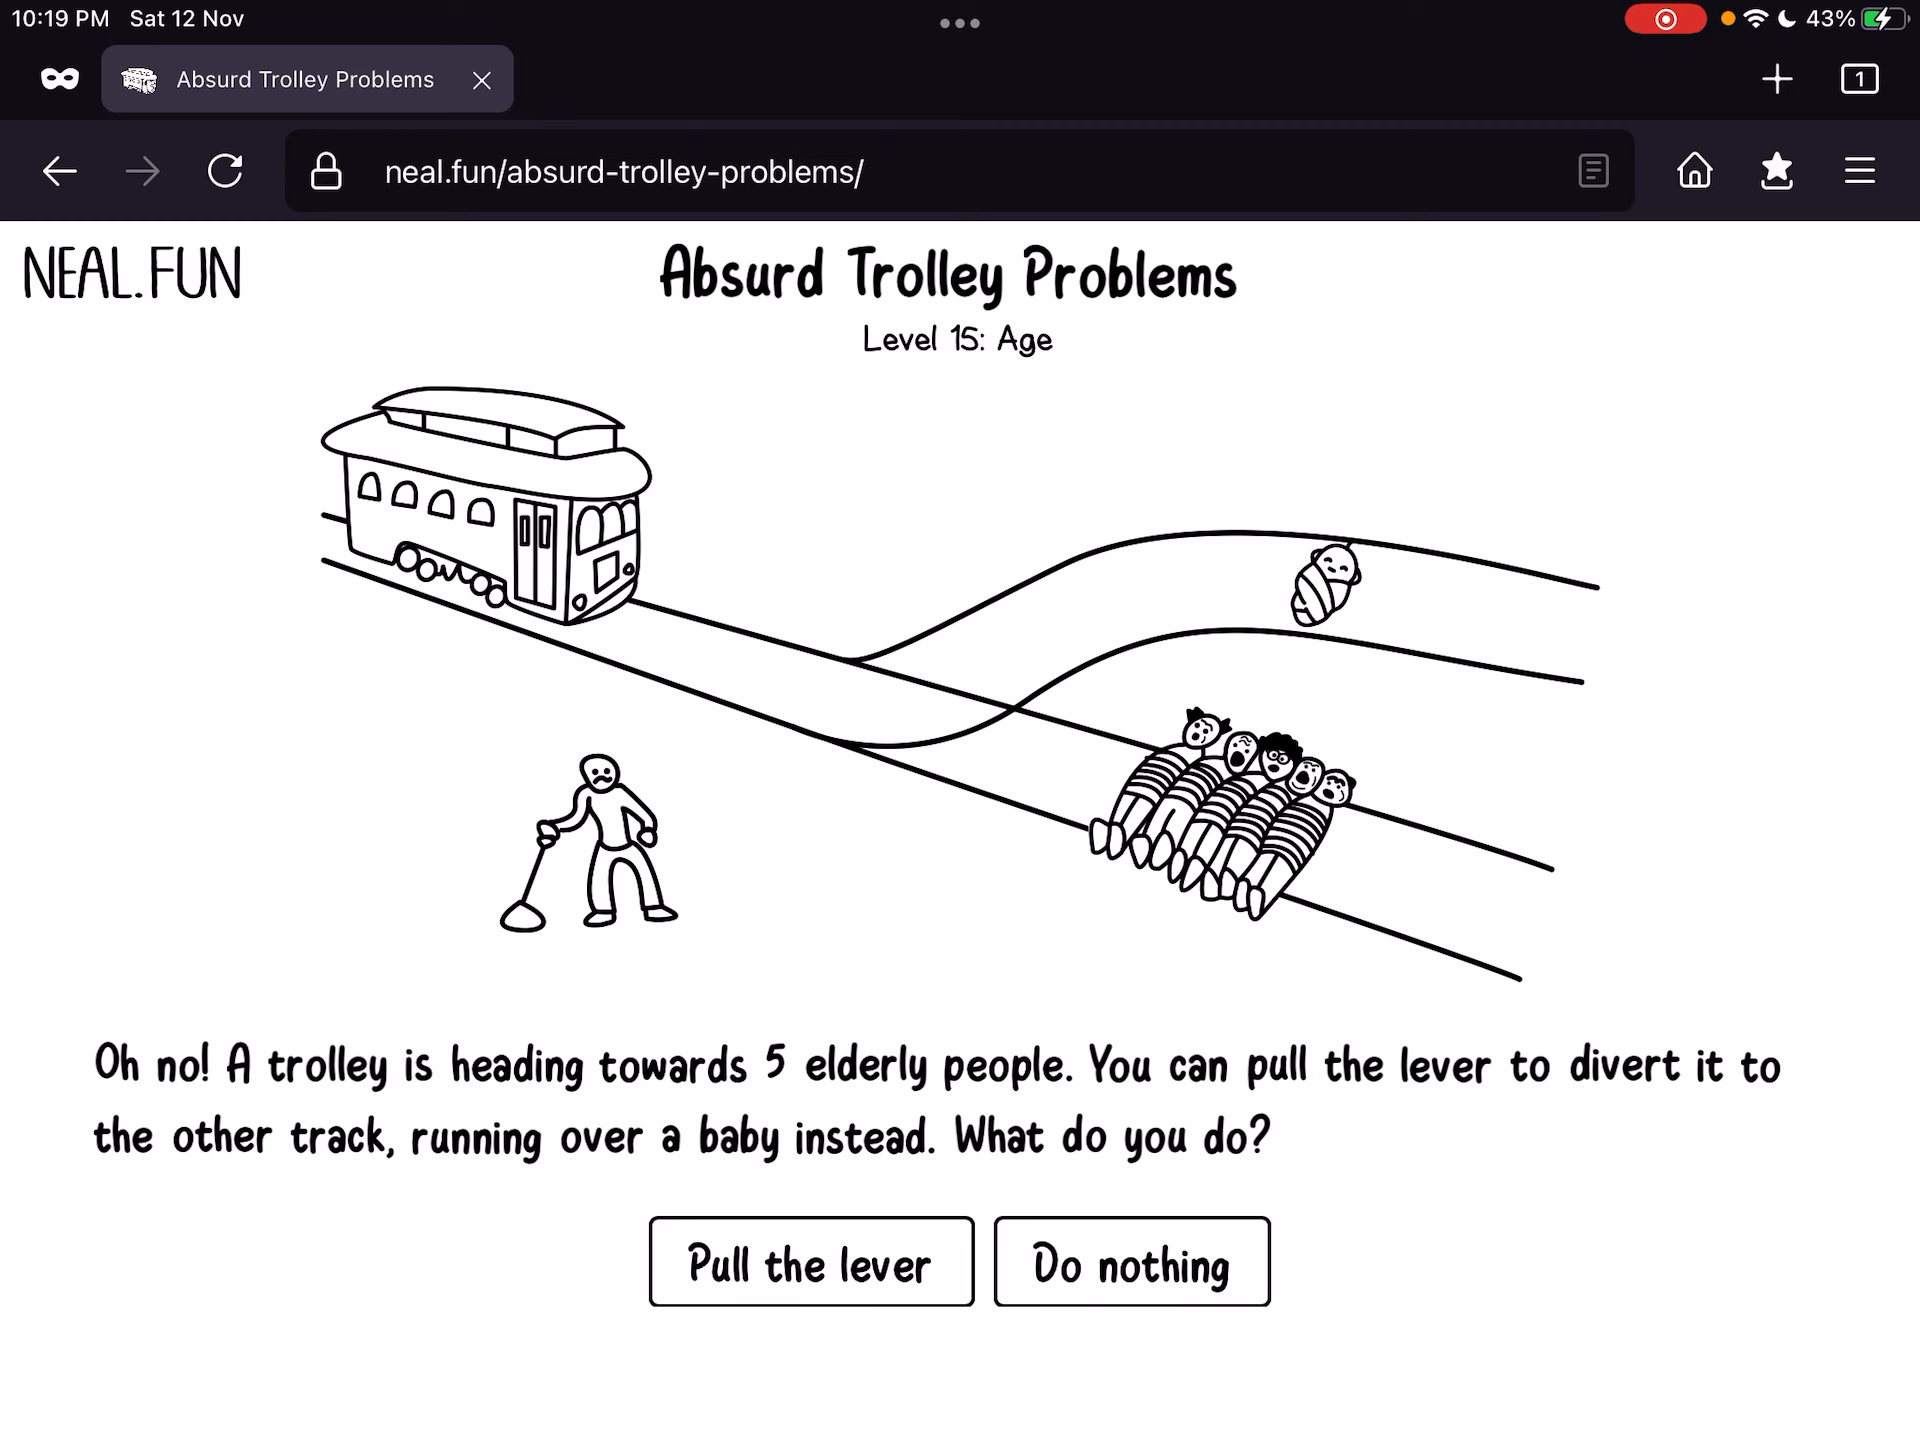 10:19 PM Sat 12 Nov
43%
Absurd Trolley Problems
1
neal.fun/absurd-trolley-problems/
NEAL.FUN
Absurd Trolley Problems
Level 15: Age
Oh no! A trolley is heading towards 5 elderly people. You can pull the lever to divert it to
the other track, running over a baby instead. What do you do?
Pull the lever
Do nothing